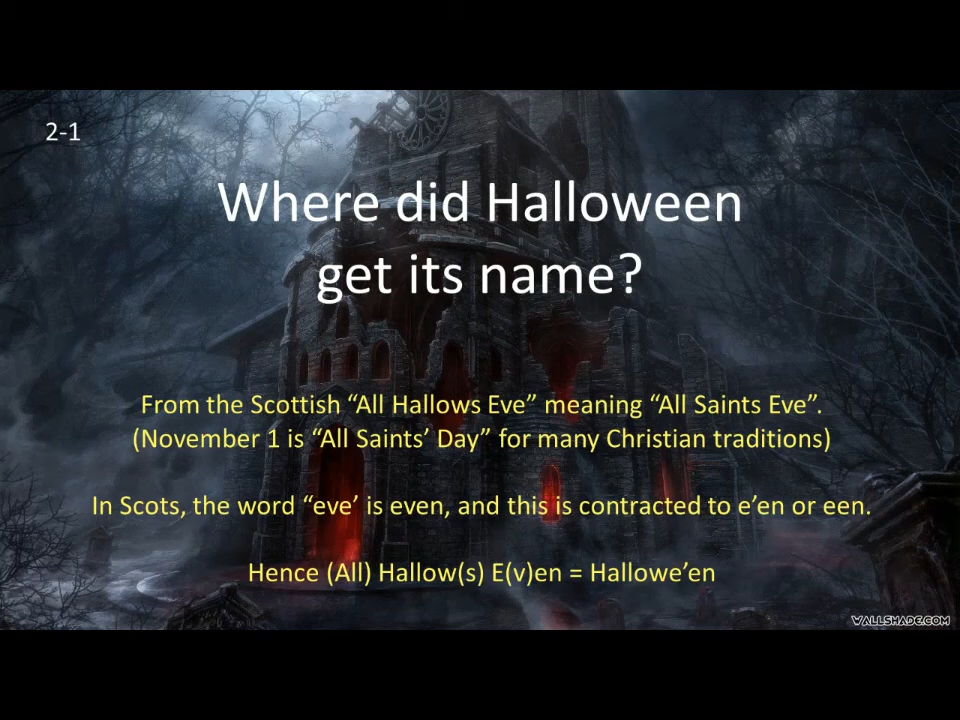 2-1
Where did Halloween
get its name?
From the Scottish “All Hallows Eve” meaning “All Saints Eve”.
(November 1 is “All Saints’ Day” for many Christian traditions)
In Scots, the word “eve’ is even, and this is contracted to e’en or een.
Hence (All) Hallow(s) E(v)en = Hallowe’en
WALLSHADE.COM